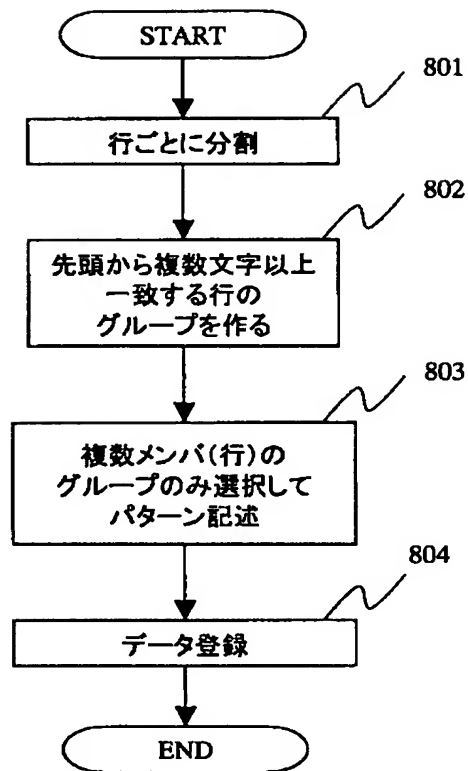 START
801
行ごとに分割
802
先頭から複数文字以上
一致する行の
グループを作る
803
複数メンバ(行)の
グループのみ選択して
パターン記述
804
データ登録
END